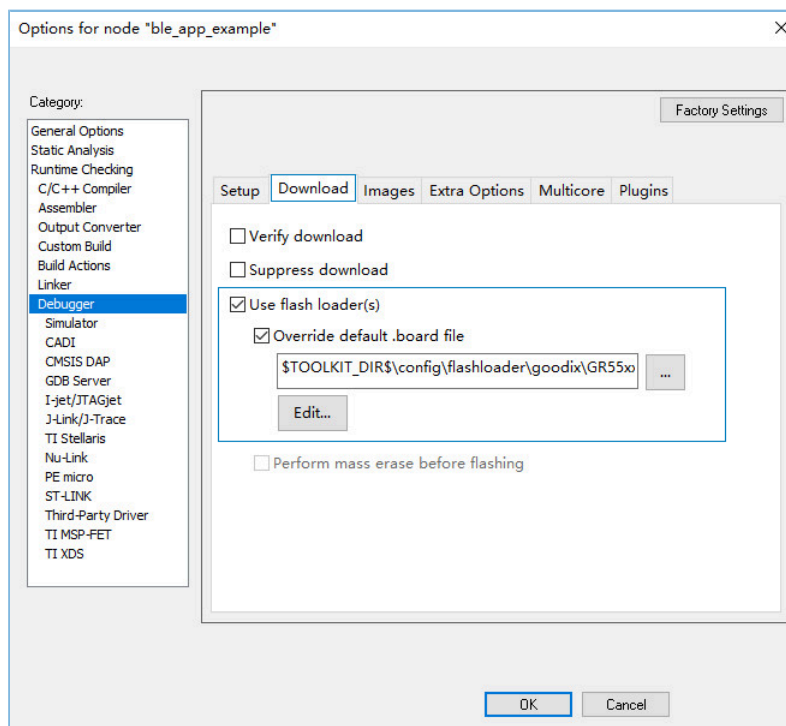 Options for node "ble_app_example"
Category:
General Options
Static Analysis
Runtime Checking
C/C++ Compiler
Assembler
Output Converter
Custom Build
Build Actions
Linker
Debugger
Simulator
CADI
CMSIS DAP
GDB Server
I-jet/JTAGjet
J-Link/J-Trace
TI Stellaris
Nu-Link
PE micro
ST-LINK
Third-Party Driver
TI MSP-FET
TI XDS
Factory Settings
Setup Download Images Extra Options Multicore Plugins
Verify download
Suppress download
Use flash loader(s)
Override default .board file
$TOOLKIT_DIR$\config\flashloader\goodix\GR55xx ...
Edit...
Perform mass erase before flashing
OK Cancel